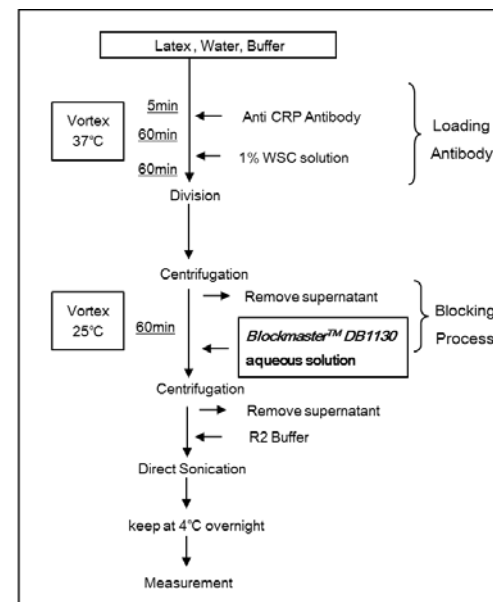 Latex , Water, Buffer
Vortex
37℃
5min
Anti CRP Antibody
60min
1% WSC solution
60min
Loading
Antibody
Division
Centrifugation
Remove supernatant
Vortex
25℃
60min
Blockmaster™ DB1130
aqueous solution
Blocking
Process
Centrifugation
Remove supernatant
R2 Buffer
Direct Sonication
keep at 4℃ overnight
Measurement